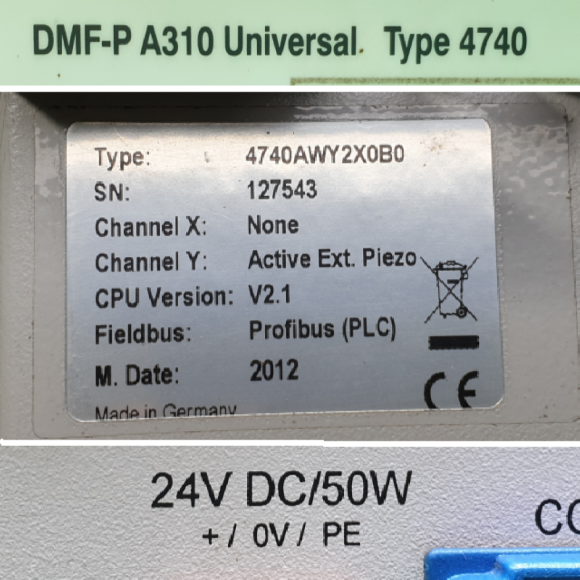 DMF-P A310 Universal. Type 4740
Type: 4740AWY2X0B0
SN: 127543
Channel X: None
Channel Y: Active Ext. Piezo
CPU Version: V2.1
Fieldbus: Profibus (PLC)
M. Date: 2012
CE
Made in Germany
24V DC/50W
+ / 0V / PE